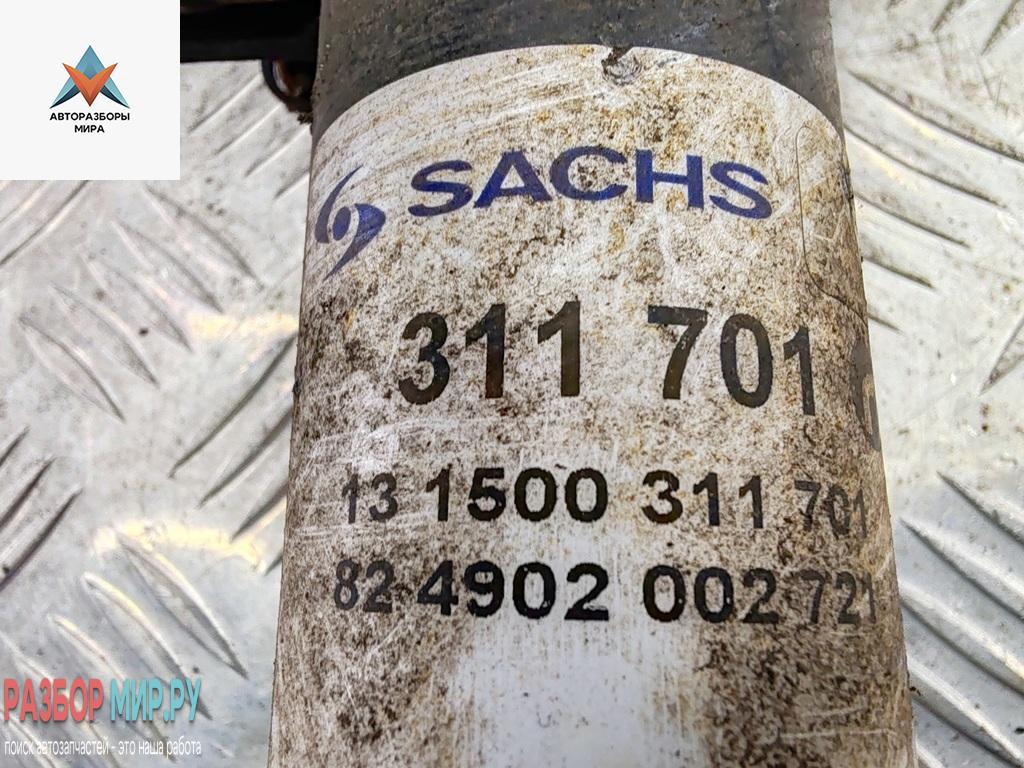 АВТОРАЗБОРЫ
МИРА
SACHS
311 701
13 1500 311 701
82 4902 002 721
РАЗБОР МИР.РУ
поиск автозапчастей - это наша работа